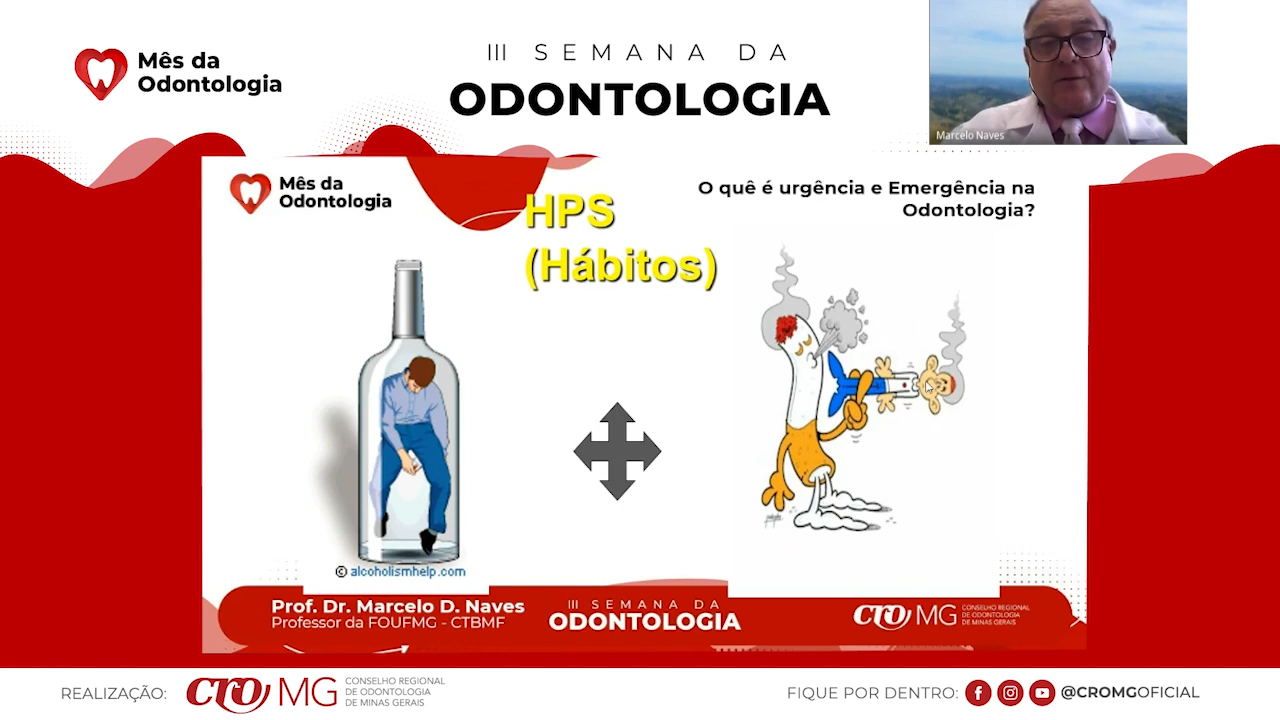 Mês da
Odontologia
III SEMANA DA
ODONTOLOGIA
Marcelo Naves
Mês da
Odontologia
O quê é urgência e Emergência na
Odontologia?
HPS
(Hábitos)
© alcoholismhelp.com
Prof. Dr. Marcelo D. Naves
Professor da FOUFMG - CTBMF
III SEMANA DA
ODONTOLOGIA
CRO MG
CONSELHO REGIONAL
DE ODONTOLOGIA
DE MINAS GERAIS
REALIZAÇÃO:
CRO MG
CONSELHO REGIONAL
DE ODONTOLOGIA
DE MINAS GERAIS
FIQUE POR DENTRO:
@CROMGOFICIAL